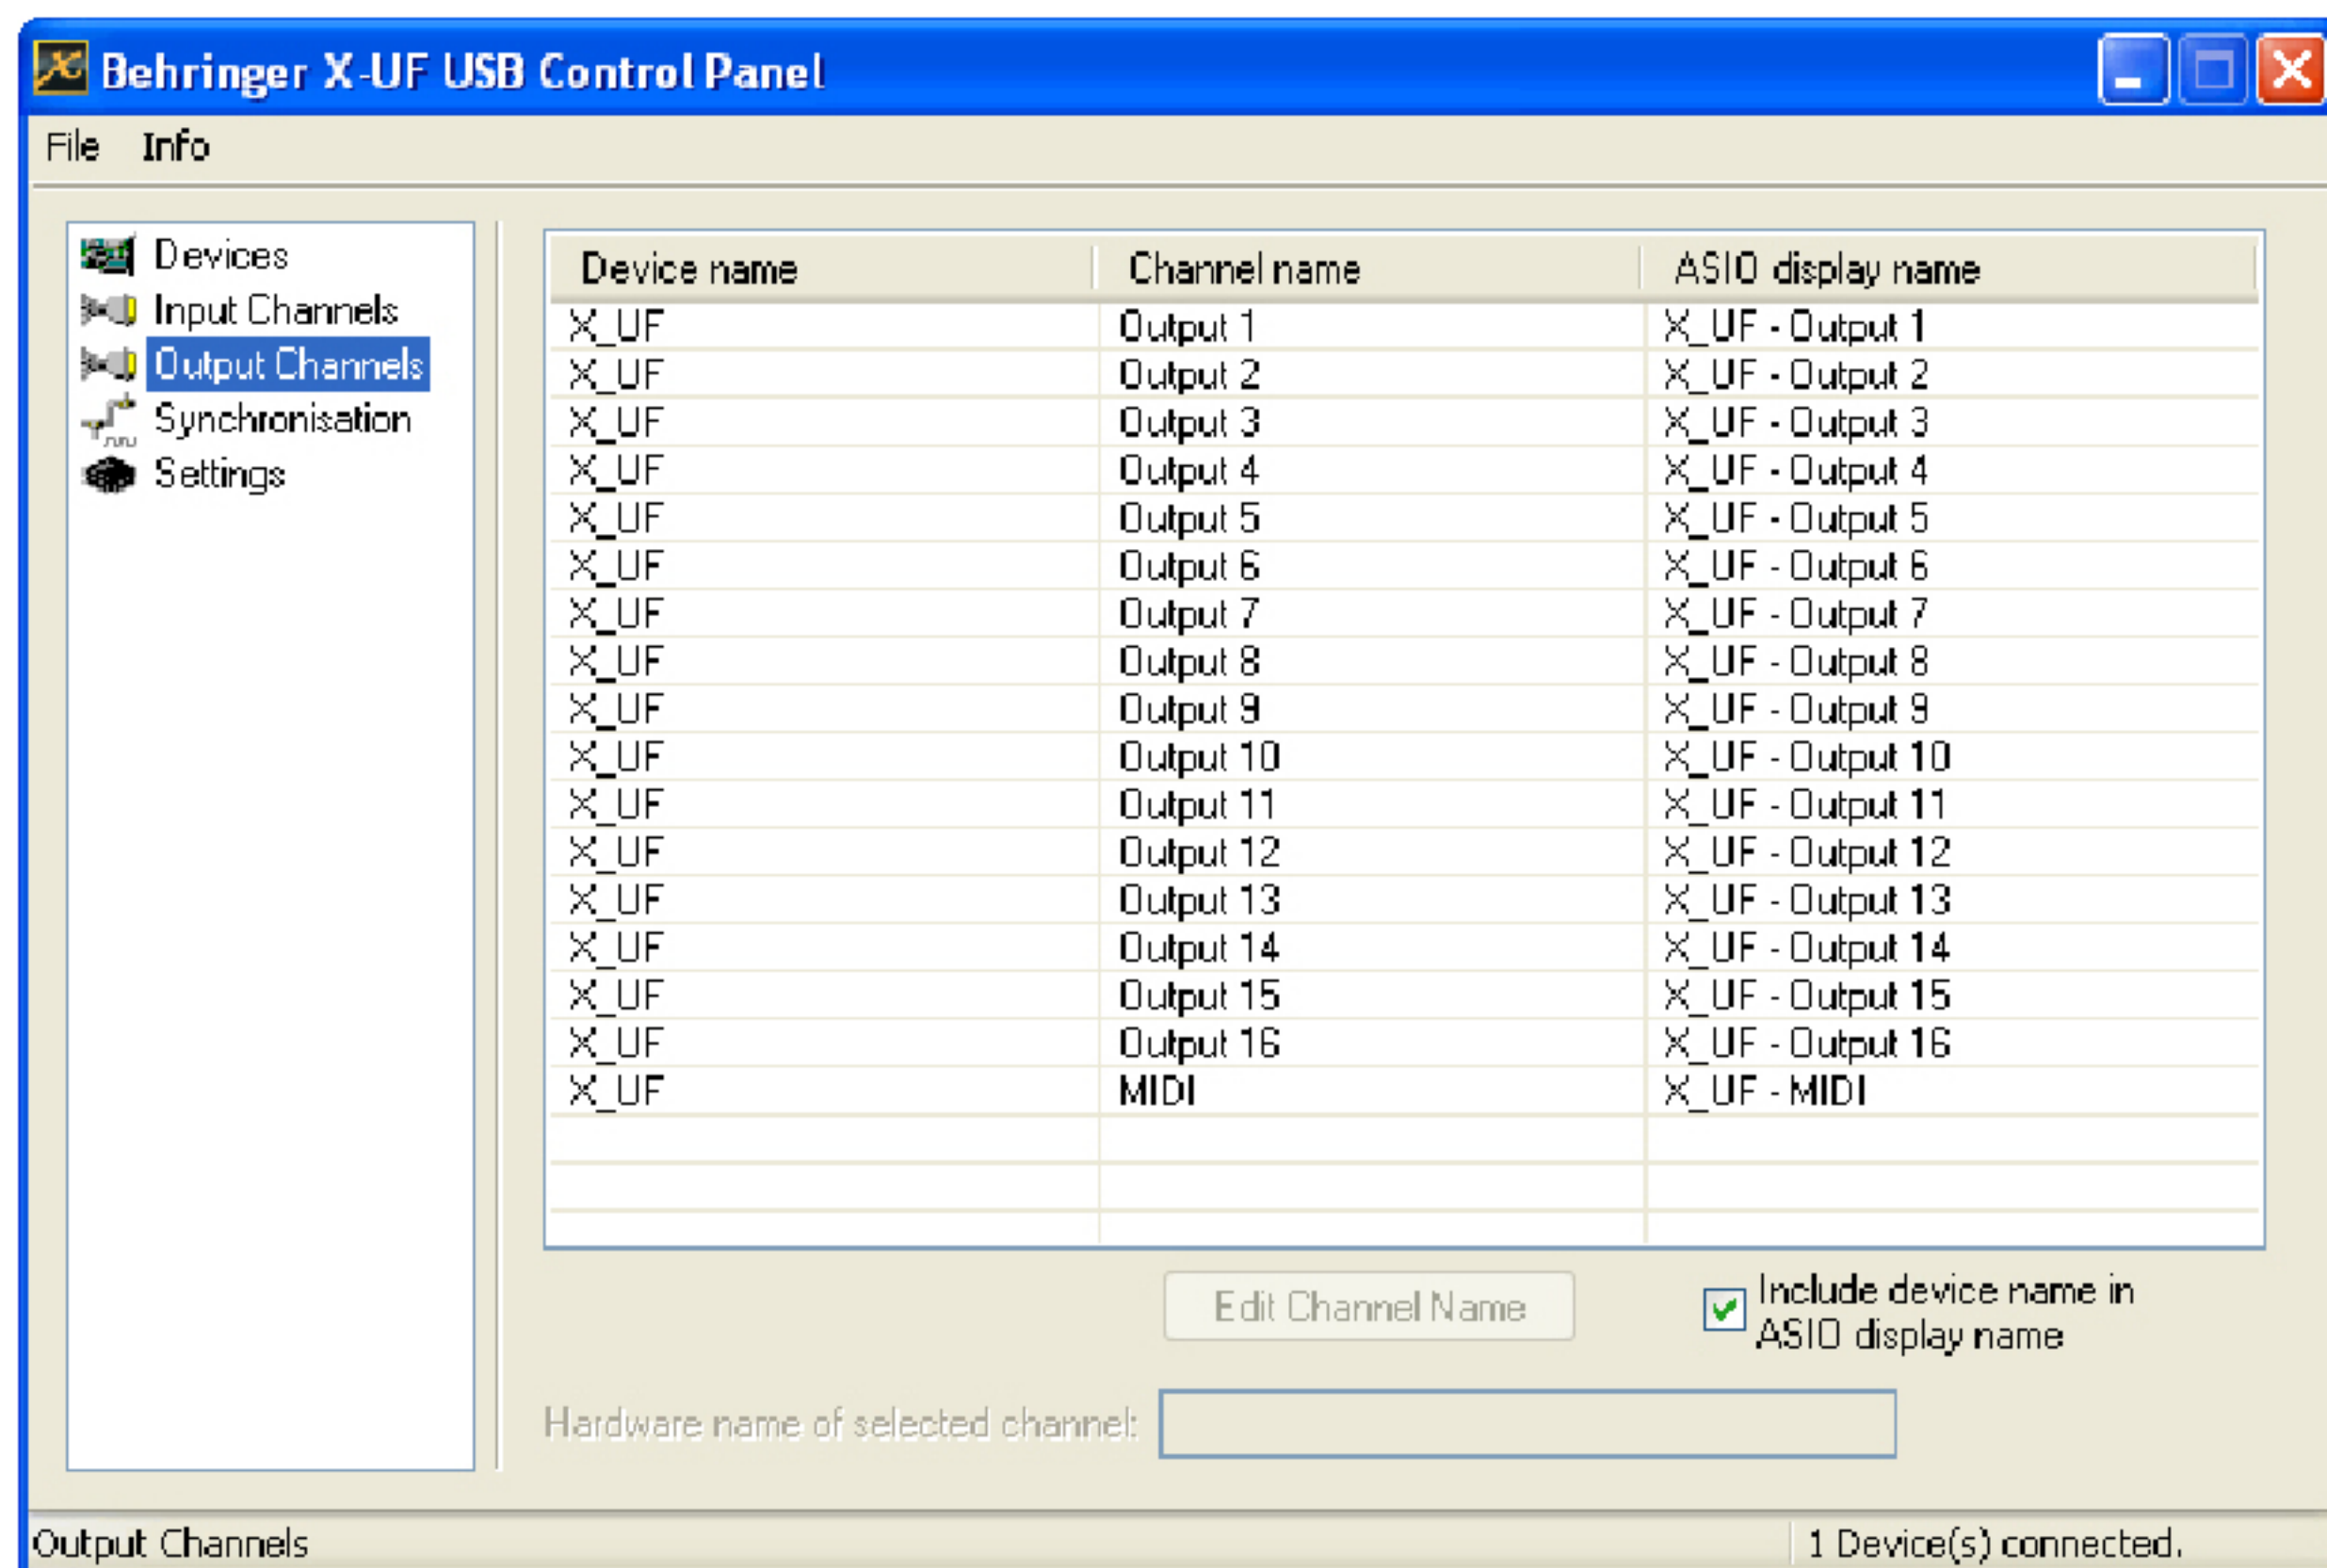 Behringer X-UF USB Control Panel
File Info
Devices
Input Channels
Output Channels
Synchronisation
Settings
Device name Channel name ASIO display name
X_UF Output 1 X_UF - Output 1
X_UF Output 2 X_UF - Output 2
X_UF Output 3 X_UF - Output 3
X_UF Output 4 X_UF - Output 4
X_UF Output 5 X_UF - Output 5
X_UF Output 6 X_UF - Output 6
X_UF Output 7 X_UF - Output 7
X_UF Output 8 X_UF - Output 8
X_UF Output 9 X_UF - Output 9
X_UF Output 10 X_UF - Output 10
X_UF Output 11 X_UF - Output 11
X_UF Output 12 X_UF - Output 12
X_UF Output 13 X_UF - Output 13
X_UF Output 14 X_UF - Output 14
X_UF Output 15 X_UF - Output 15
X_UF Output 16 X_UF - Output 16
X_UF MIDI X_UF - MIDI
Edit Channel Name
Include device name in
ASIO display name
Hardware name of selected channel:
Output Channels
1 Device(s) connected.